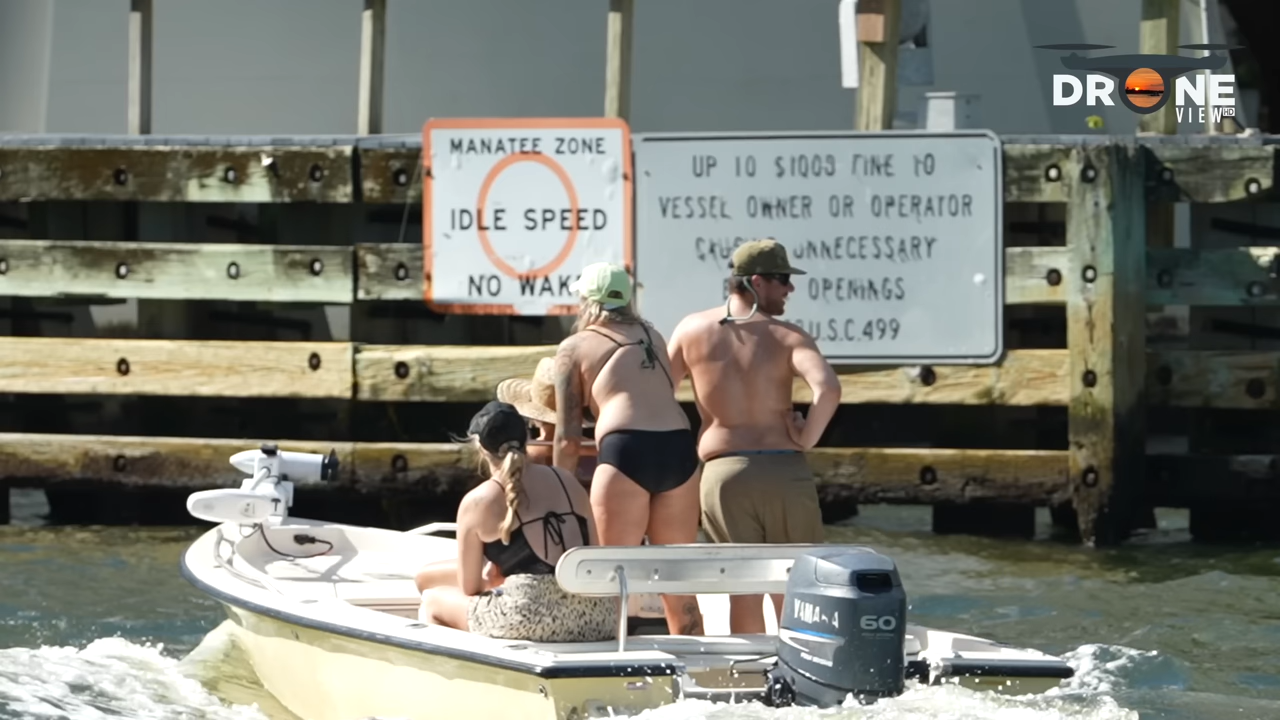 DRONE
VIEW HD
MANATEE ZONE
IDLE SPEED
NO WAK
UP TO $1000 FINE TO
VESSEL OWNER OR OPERATOR
UNNECESSARY
OPENINGS
U.S.C.499
YAMAHA
60